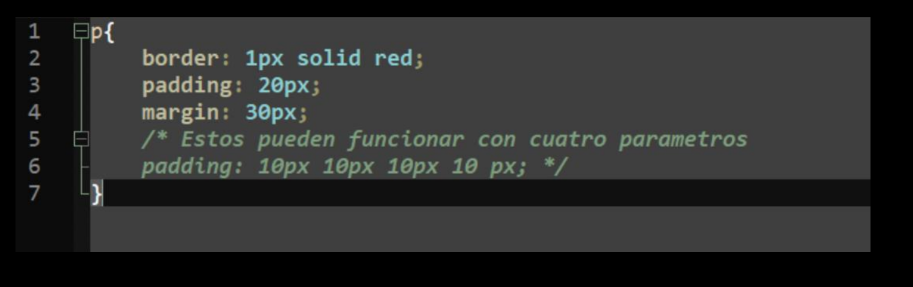 1 p{
2 border: 1px solid red;
3 padding: 20px;
4 margin: 30px;
5 /* Estos pueden funcionar con cuatro parametros
6 padding: 10px 10px 10px 10 px; */
7 }